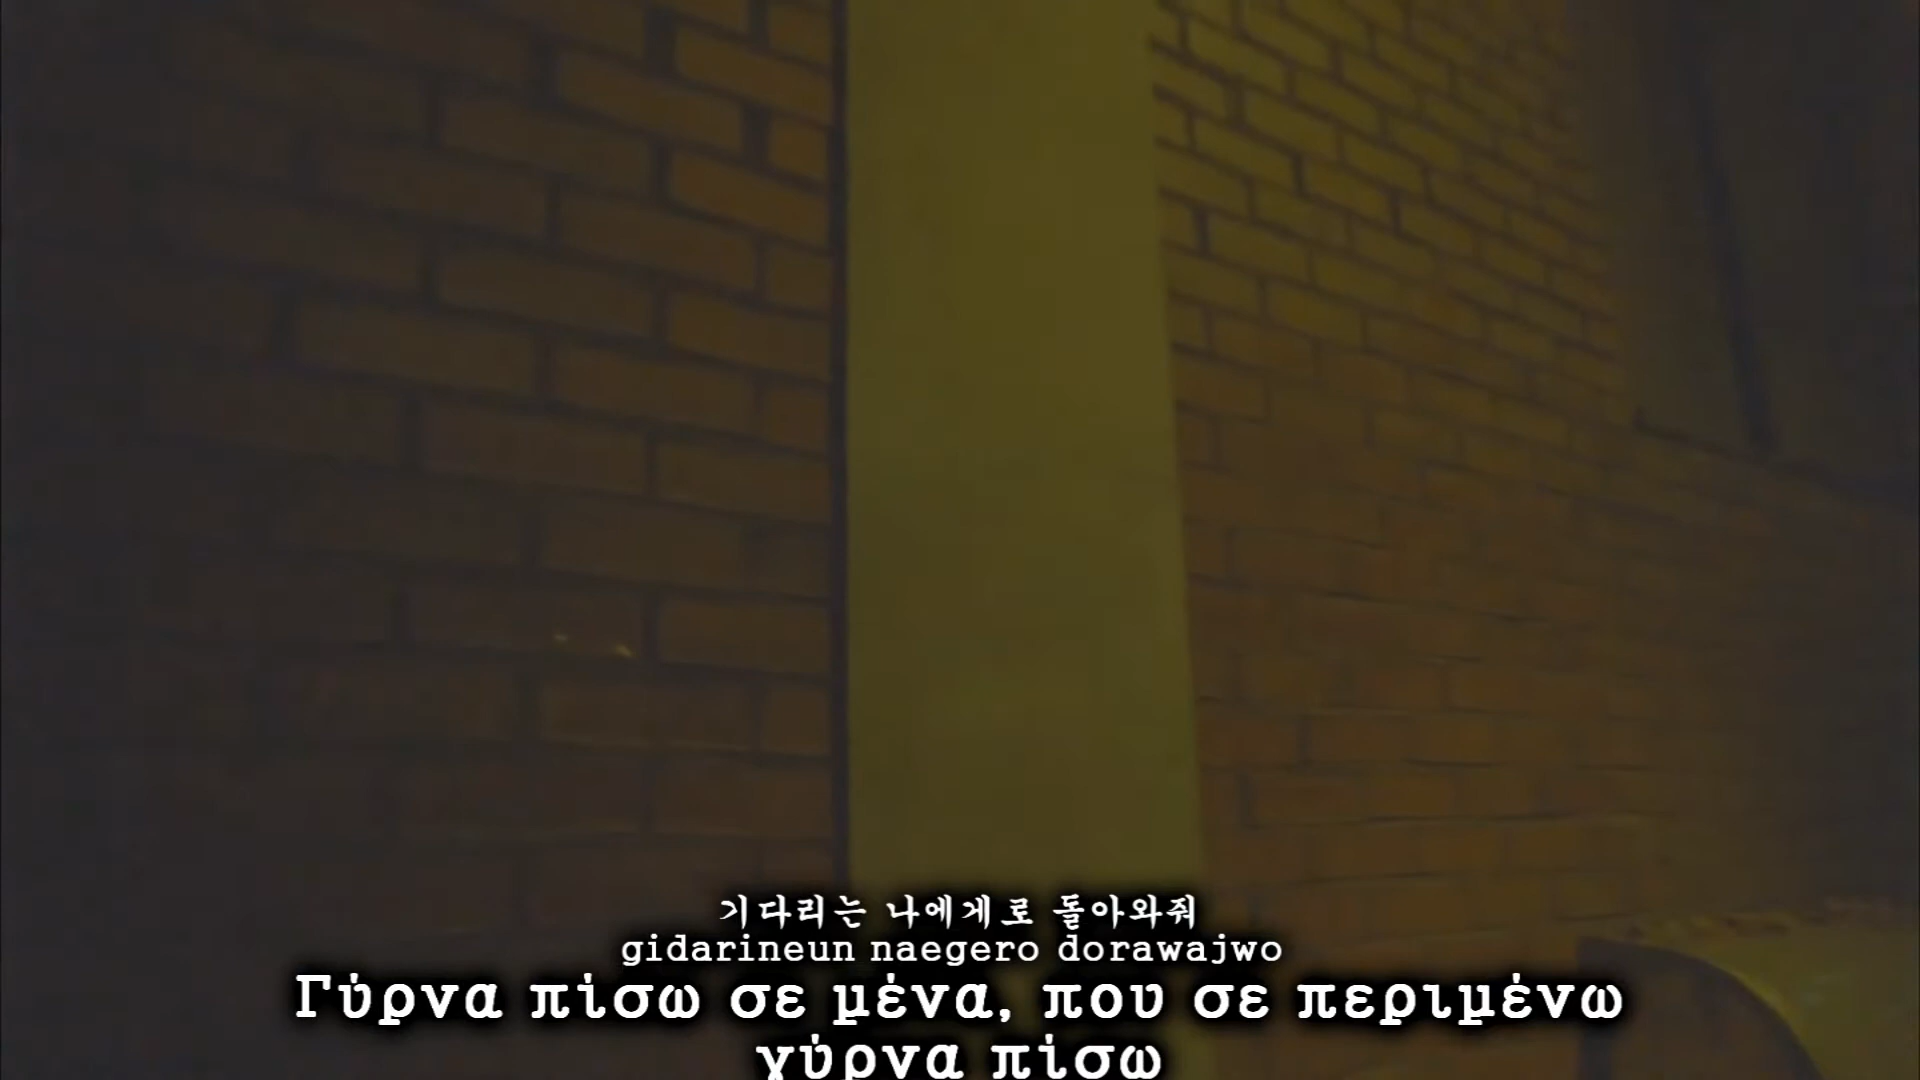 기다리는 나에게로 돌아와줘
gidarineun naegero dorawajwo
Γύρνα πίσω σε μένα, που σε περιμένω
γύρνα πίσω